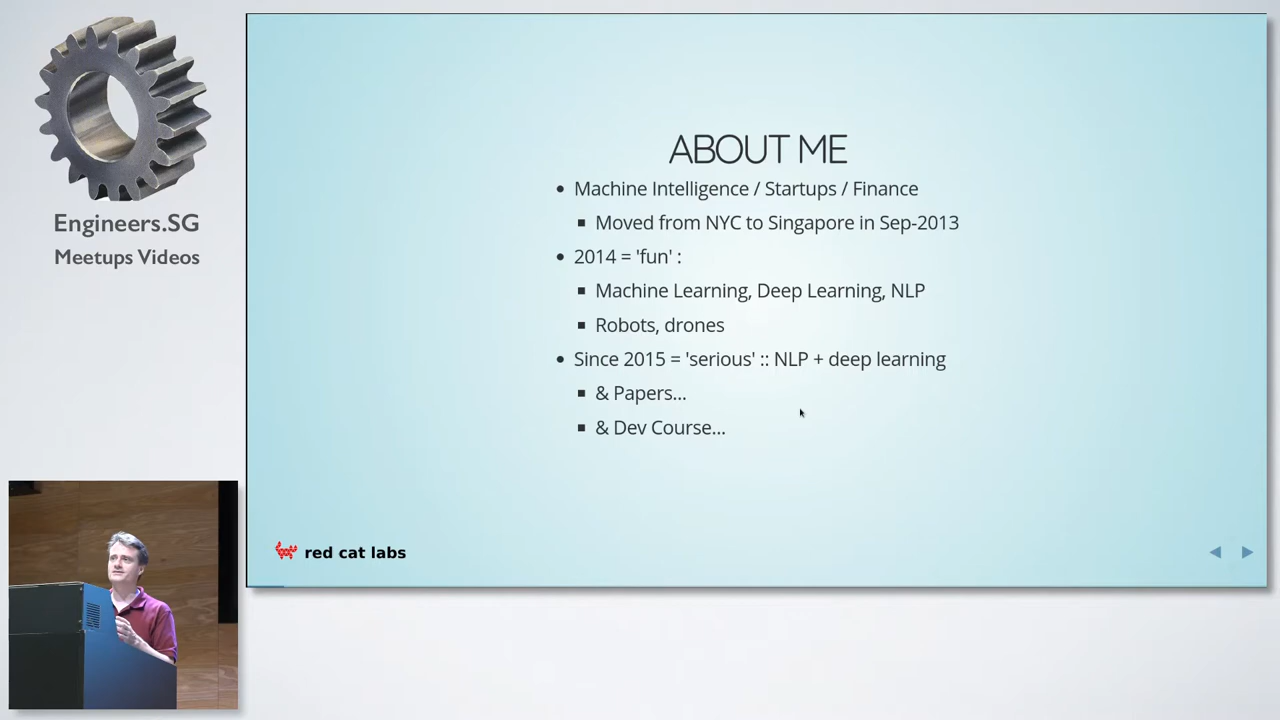 Engineers.SG
Meetups Videos
ABOUT ME
• Machine Intelligence / Startups / Finance
▪ Moved from NYC to Singapore in Sep-2013
• 2014 = 'fun' :
▪ Machine Learning, Deep Learning, NLP
▪ Robots, drones
• Since 2015 = 'serious' :: NLP + deep learning
▪ & Papers...
▪ & Dev Course...
red cat labs